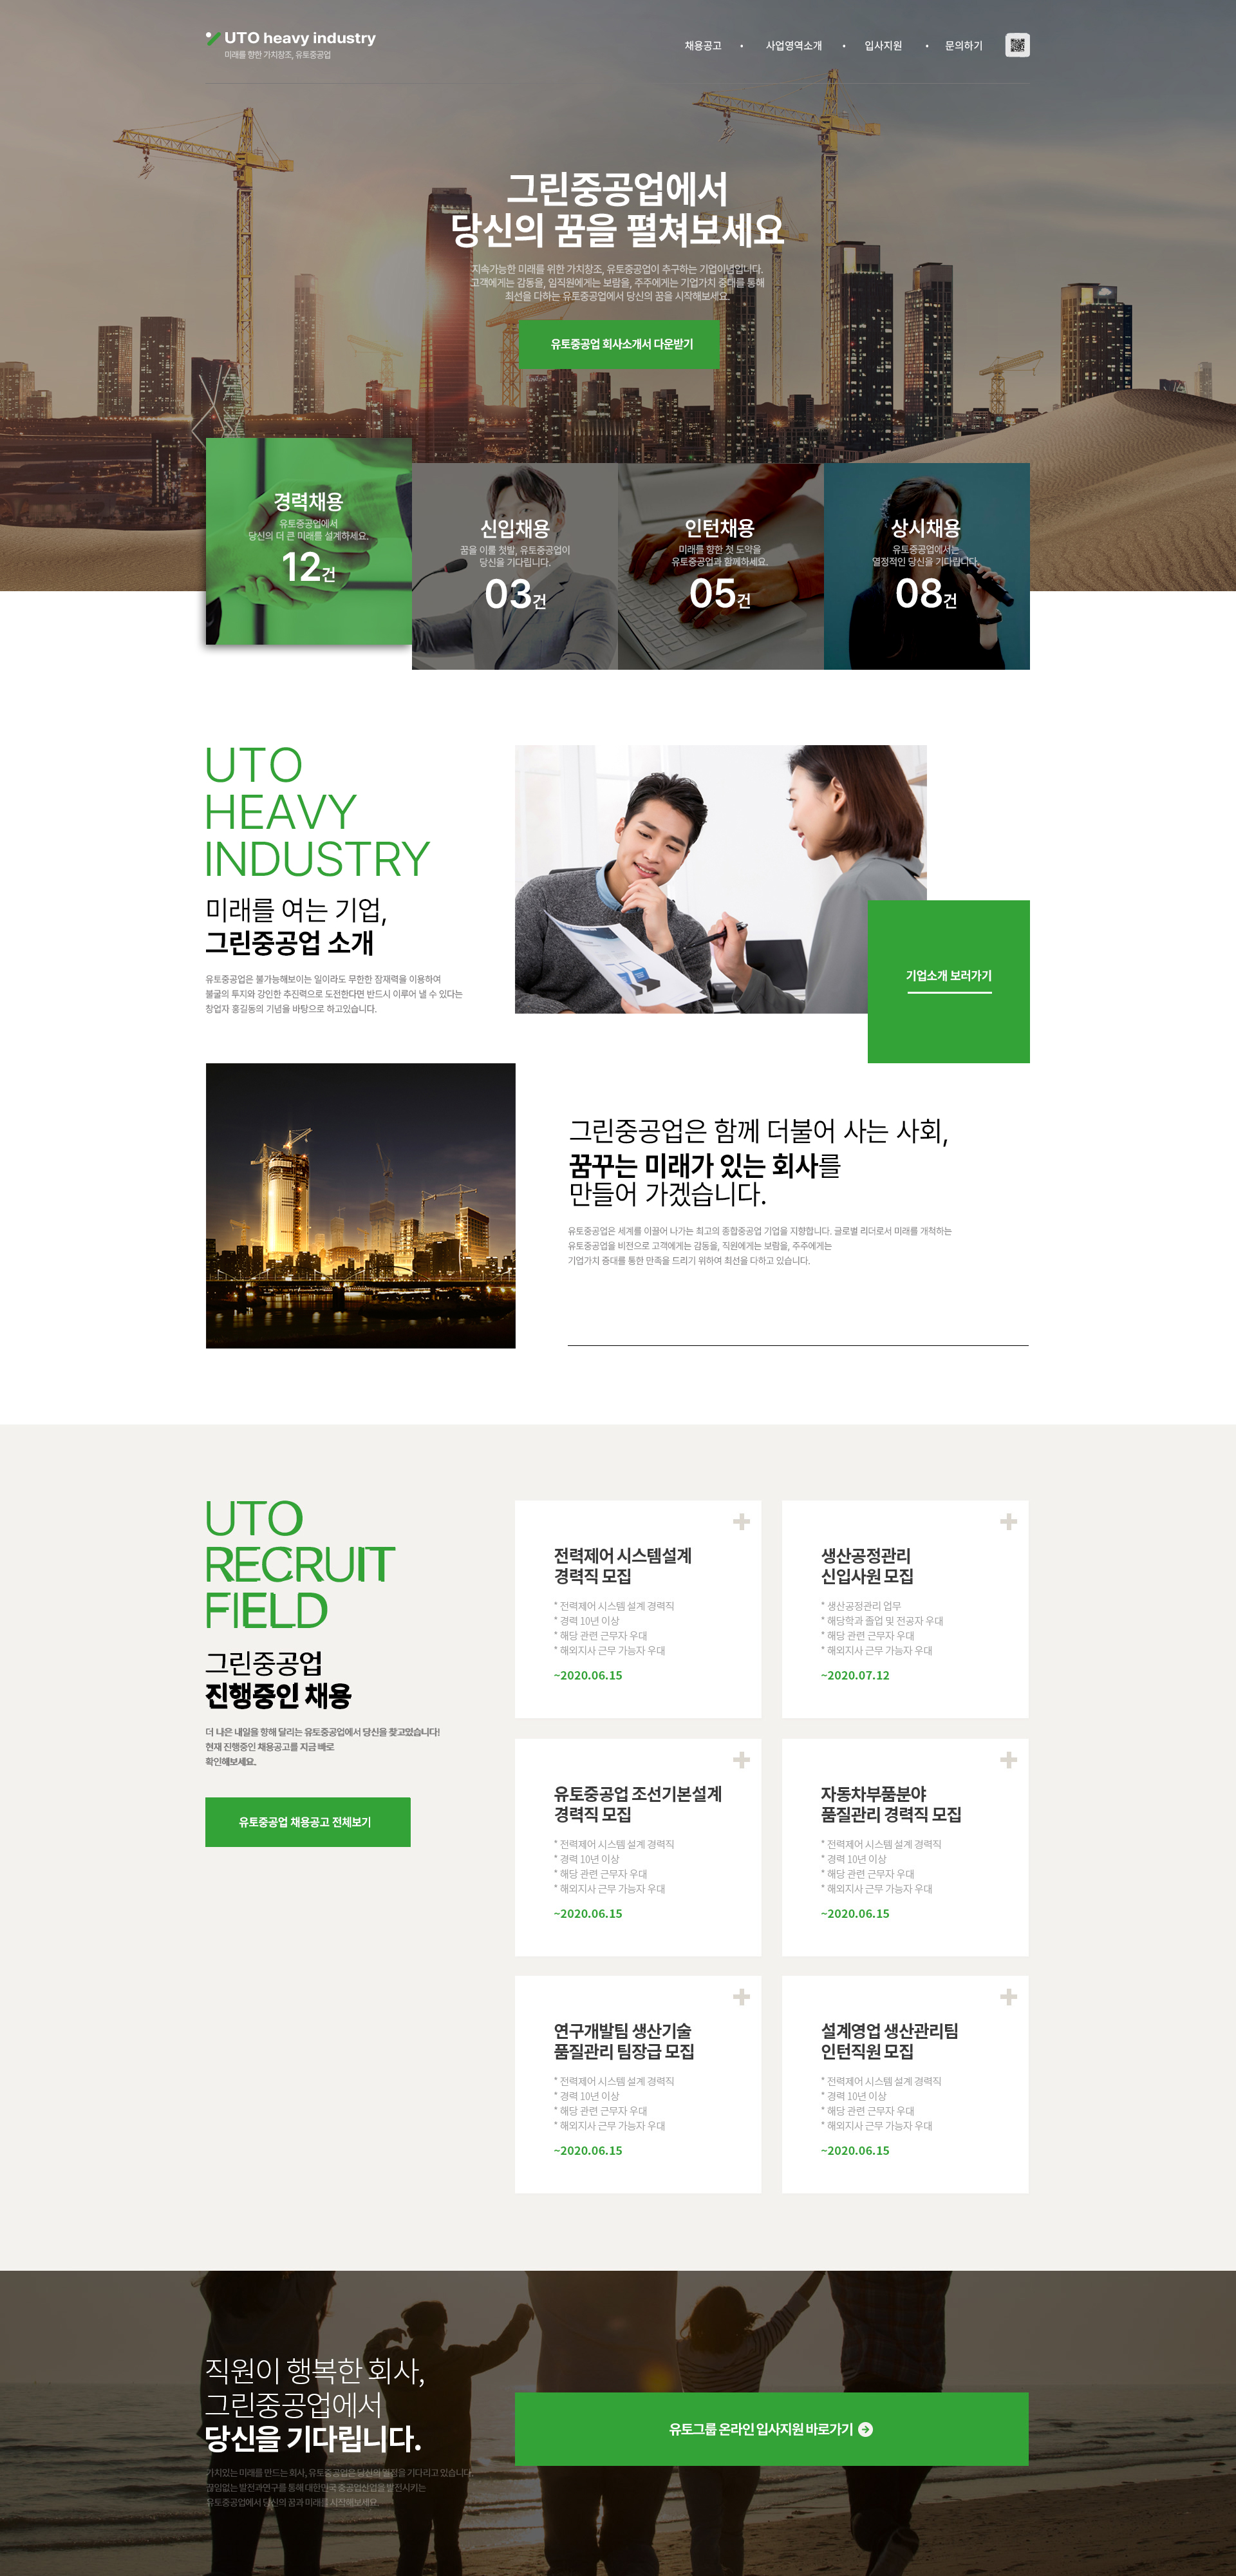 UTO heavy industry
미래를 향한 가치창조, 유토중공업
채용공고 • 사업영역소개 • 입사지원 • 문의하기
그린중공업에서
당신의 꿈을 펼쳐보세요
지속가능한 미래를 위한 가치창조, 유토중공업이 추구하는 기업이념입니다.
고객에게는 감동을, 임직원에게는 보람을, 주주에게는 기업가치 증대를 통해
최선을 다하는 유토중공업에서 당신의 꿈을 시작해보세요.
유토중공업 회사소개서 다운받기
경력채용
유토중공업에서
당신의 더 큰 미래를 설계하세요.
12건
신입채용
꿈을 이룰 첫발, 유토중공업이
당신을 기다립니다.
03건
인턴채용
미래를 향한 첫 도약을
유토중공업과 함께하세요.
05건
상시채용
유토중공업에서는
열정적인 당신을 기다립니다.
08건
UTO
HEAVY
INDUSTRY
미래를 여는 기업,
그린중공업 소개
유토중공업은 불가능해보이는 일이라도 무한한 잠재력을 이용하여
불굴의 투지와 강인한 추진력으로 도전한다면 반드시 이루어 낼 수 있다는
창업자 홍길동의 기념을 바탕으로 하고있습니다.
기업소개 보러가기
그린중공업은 함께 더불어 사는 사회,
꿈꾸는 미래가 있는 회사를
만들어 가겠습니다.
유토중공업은 세계를 이끌어 나가는 최고의 종합중공업 기업을 지향합니다. 글로벌 리더로서 미래를 개척하는
유토중공업을 비전으로 고객에게는 감동을, 직원에게는 보람을, 주주에게는
기업가치 증대를 통한 만족을 드리기 위하여 최선을 다하고 있습니다.
UTO
RECRUIT
FIELD
그린중공업
진행중인 채용
더 나은 내일을 향해 달리는 유토중공업에서 당신을 찾고있습니다!
현재 진행중인 채용공고를 지금 바로
확인해보세요.
유토중공업 채용공고 전체보기
전력제어 시스템설계
경력직 모집
* 전력제어 시스템 설계 경력직
* 경력 10년 이상
* 해당 관련 근무자 우대
* 해외지사 근무 가능자 우대
~2020.06.15
생산공정관리
신입사원 모집
* 생산공정관리 업무
* 해당학과 졸업 및 전공자 우대
* 해당 관련 근무자 우대
* 해외지사 근무 가능자 우대
~2020.07.12
유토중공업 조선기본설계
경력직 모집
* 전력제어 시스템 설계 경력직
* 경력 10년 이상
* 해당 관련 근무자 우대
* 해외지사 근무 가능자 우대
~2020.06.15
자동차부품분야
품질관리 경력직 모집
* 전력제어 시스템 설계 경력직
* 경력 10년 이상
* 해당 관련 근무자 우대
* 해외지사 근무 가능자 우대
~2020.06.15
연구개발팀 생산기술
품질관리 팀장급 모집
* 전력제어 시스템 설계 경력직
* 경력 10년 이상
* 해당 관련 근무자 우대
* 해외지사 근무 가능자 우대
~2020.06.15
설계영업 생산관리팀
인턴직원 모집
* 전력제어 시스템 설계 경력직
* 경력 10년 이상
* 해당 관련 근무자 우대
* 해외지사 근무 가능자 우대
~2020.06.15
직원이 행복한 회사,
그린중공업에서
당신을 기다립니다.
가치있는 미래를 만드는 회사, 유토중공업은 당신의 열정을 기다리고 있습니다.
끊임없는 발전과연구를 통해 대한민국 중공업산업을 발전시키는
유토중공업에서 당신의 꿈과 미래를 시작해보세요.
유토그룹 온라인 입사지원 바로가기